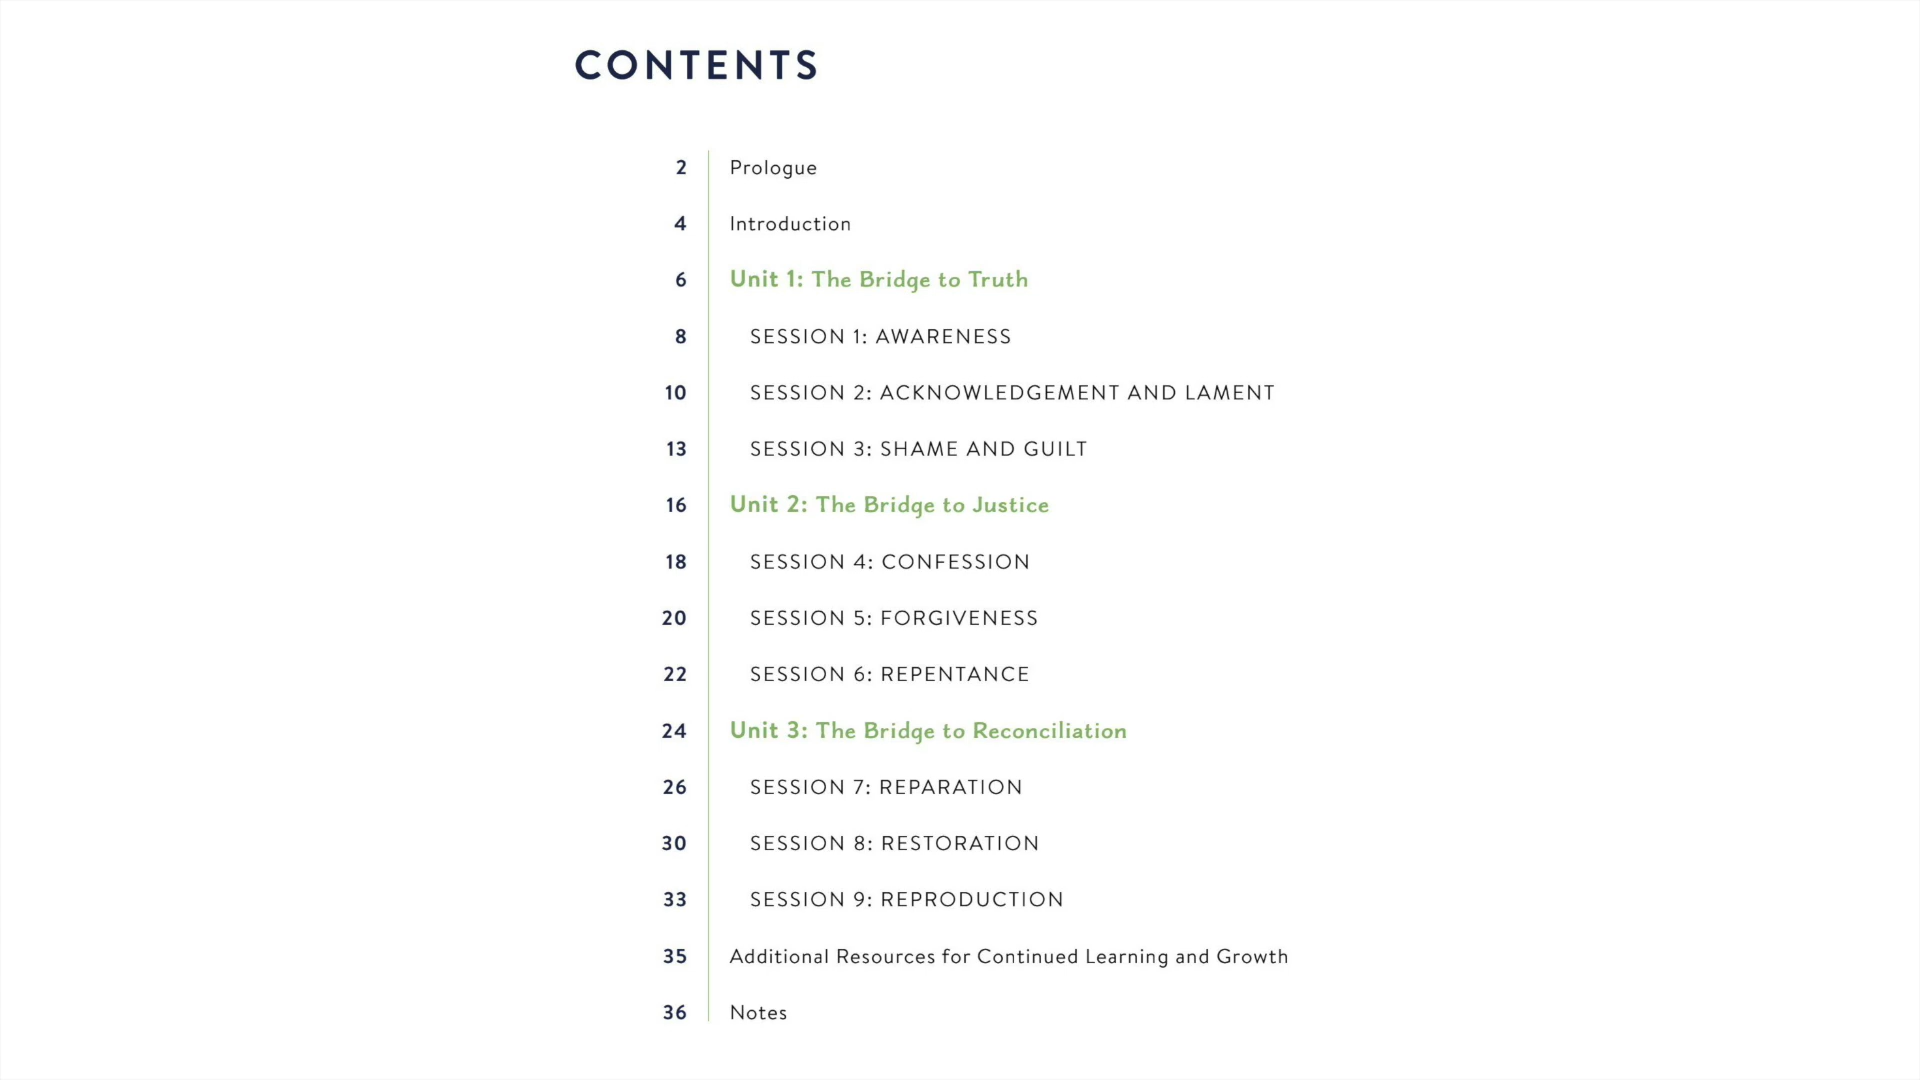 CONTENTS
2 Prologue
4 Introduction
6 Unit 1: The Bridge to Truth
8 SESSION 1: AWARENESS
10 SESSION 2: ACKNOWLEDGEMENT AND LAMENT
13 SESSION 3: SHAME AND GUILT
16 Unit 2: The Bridge to Justice
18 SESSION 4: CONFESSION
20 SESSION 5: FORGIVENESS
22 SESSION 6: REPENTANCE
24 Unit 3: The Bridge to Reconciliation
26 SESSION 7: REPARATION
30 SESSION 8: RESTORATION
33 SESSION 9: REPRODUCTION
35 Additional Resources for Continued Learning and Growth
36 Notes